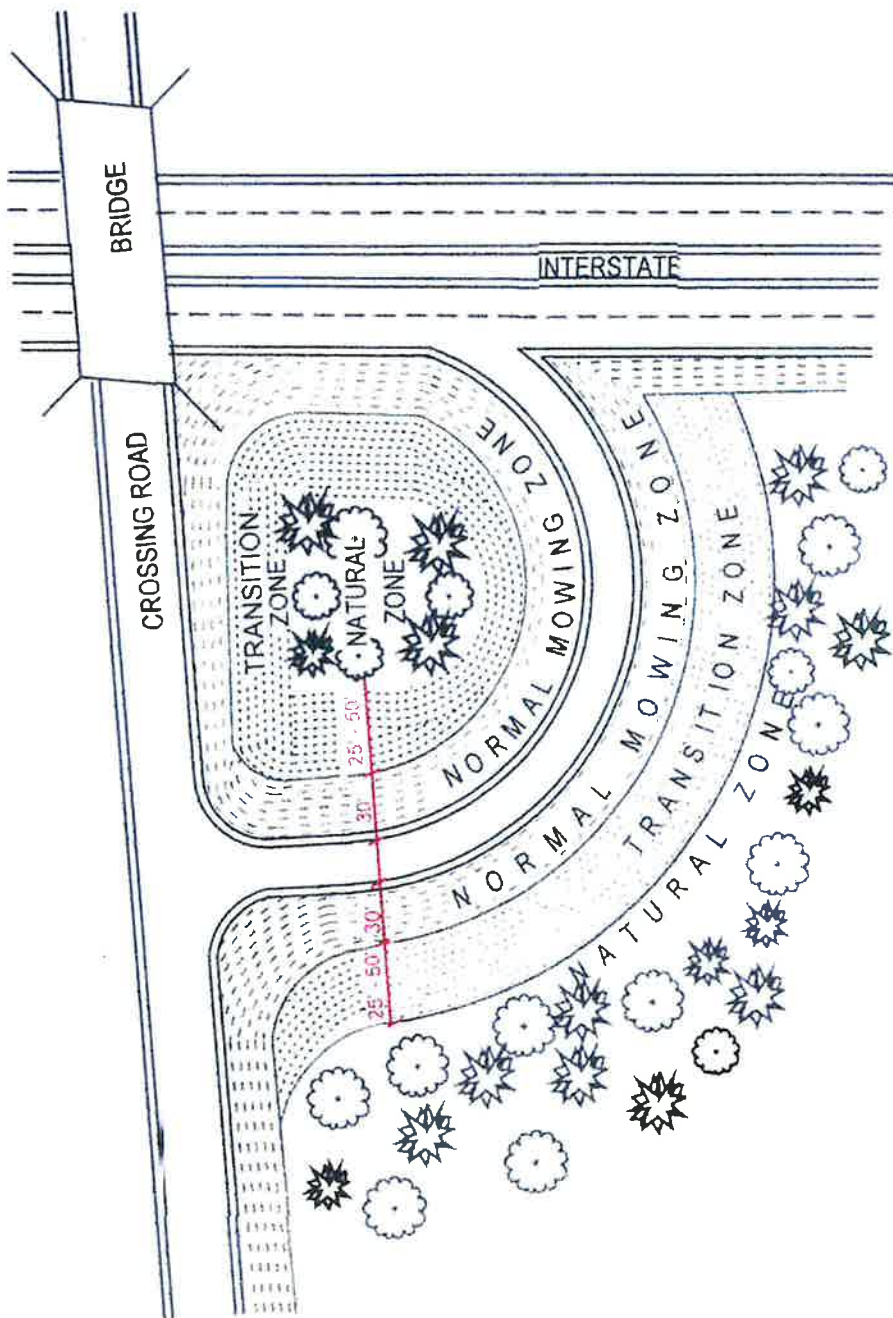 BRIDGE
INTERSTATE
CROSSING ROAD
TRANSITION
ZONE
NATURAL
ZONE
NORMAL MOWING ZONE
NORMAL MOWING ZONE
TRANSITION ZONE
NATURAL ZONE
25' - 50'
30'
30'
25' - 50'